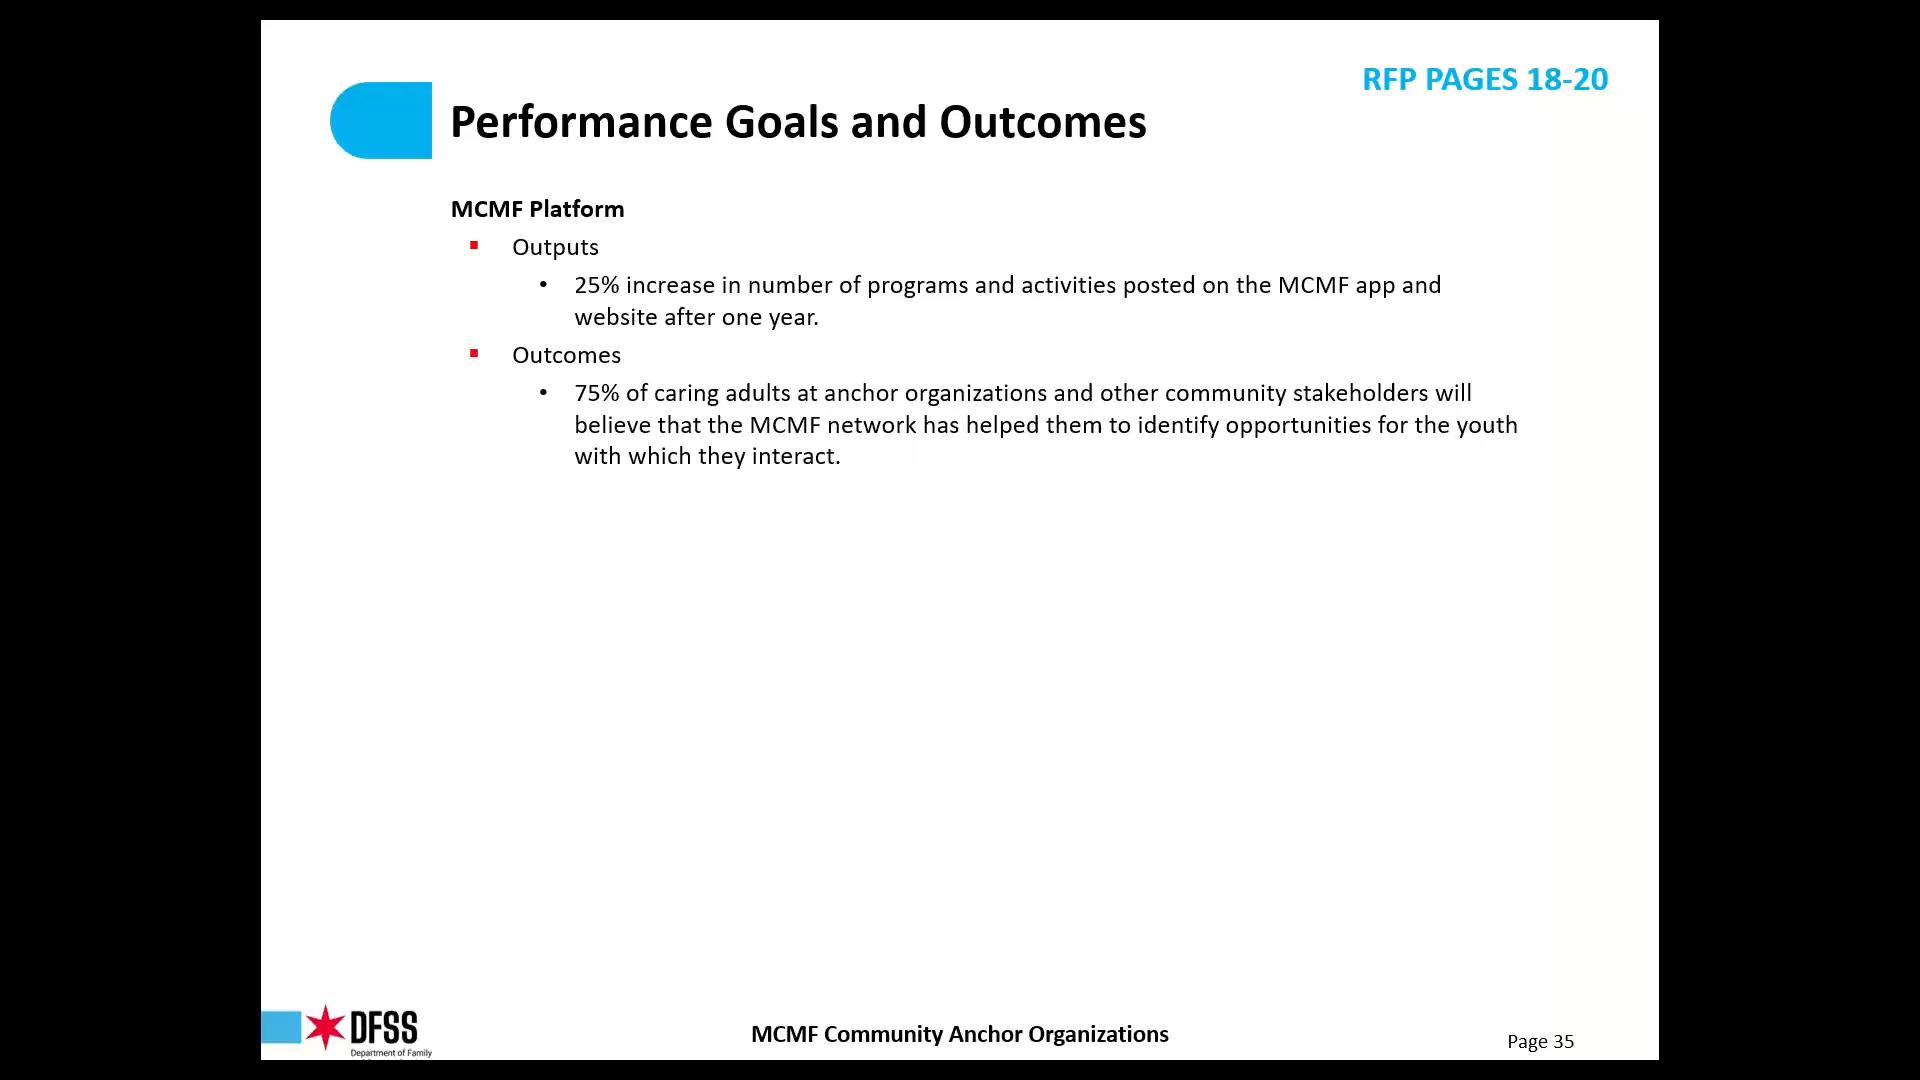 RFP PAGES 18-20
Performance Goals and Outcomes
MCMF Platform
▪ Outputs
• 25% increase in number of programs and activities posted on the MCMF app and
website after one year.
▪ Outcomes
• 75% of caring adults at anchor organizations and other community stakeholders will
believe that the MCMF network has helped them to identify opportunities for the youth
with which they interact.
DFSS
Department of Family
MCMF Community Anchor Organizations
Page 35